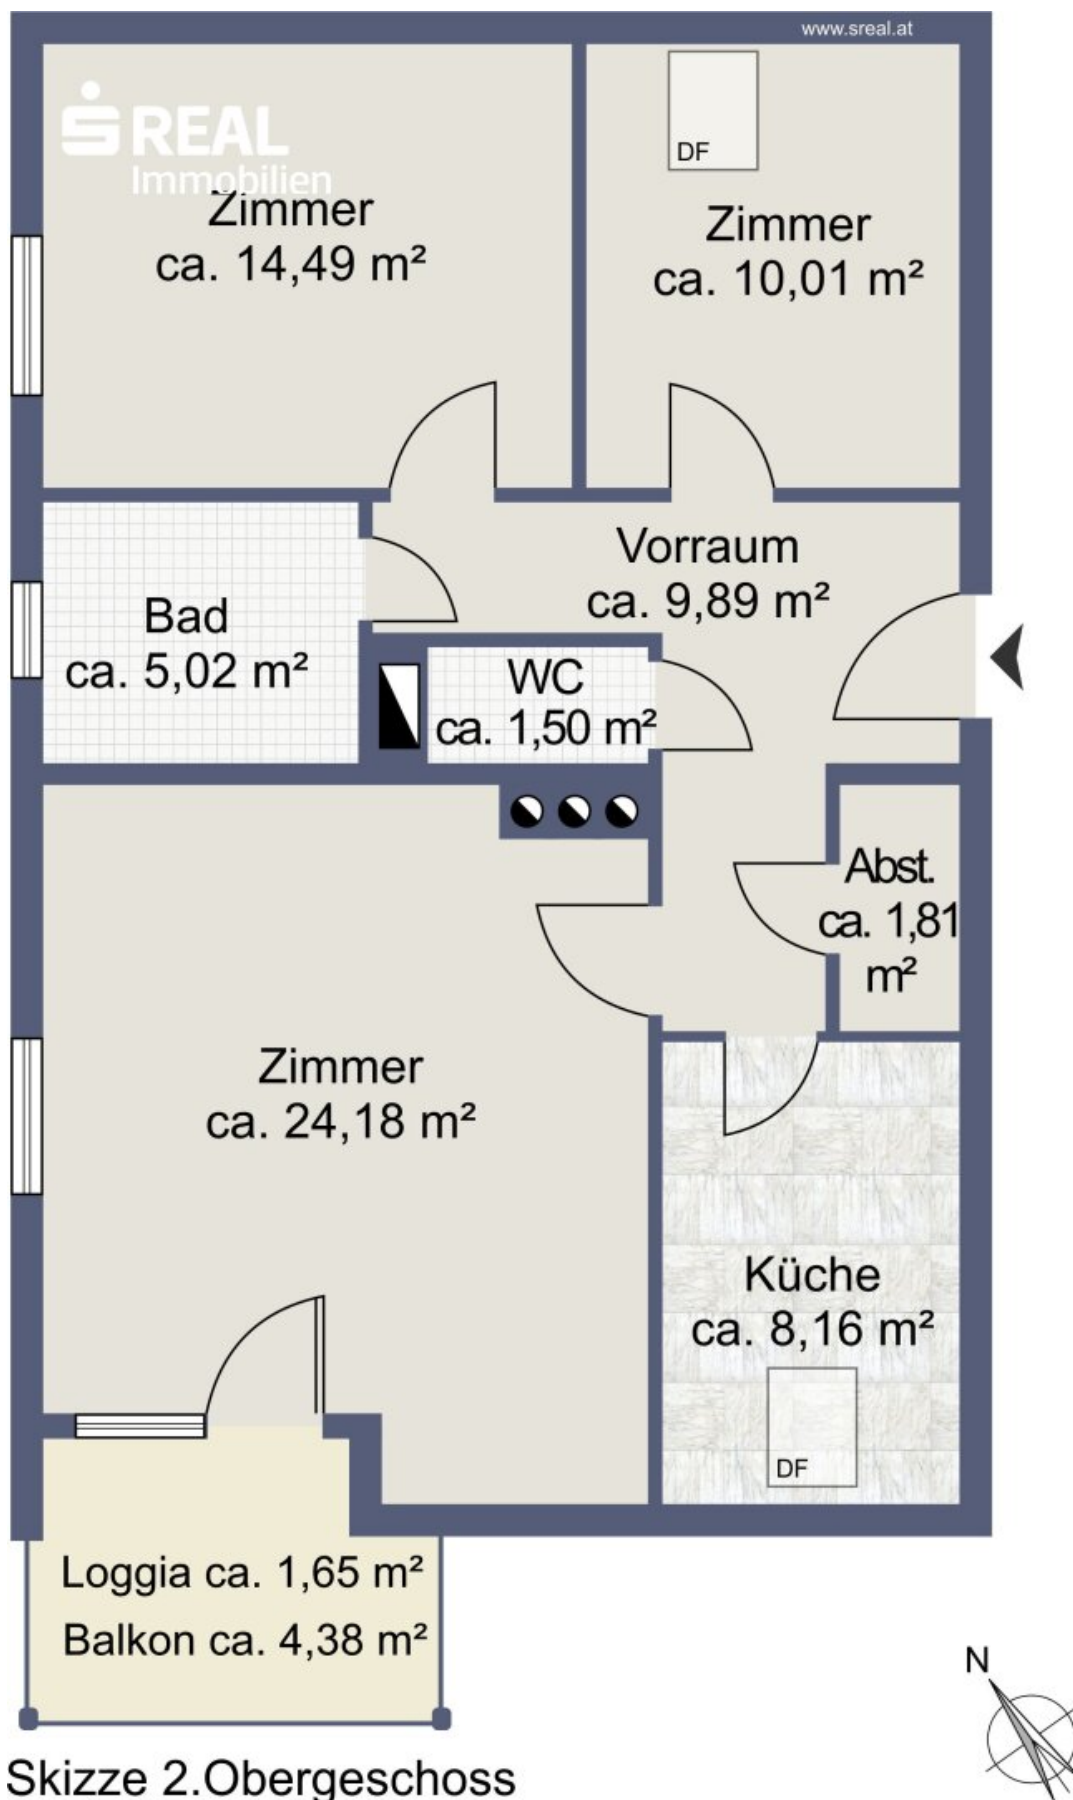 www.sreal.at
S REAL
Immobilien
Zimmer
ca. 14,49 m²
DF
Zimmer
ca. 10,01 m²
Vorraum
ca. 9,89 m²
Bad
ca. 5,02 m²
WC
ca. 1,50 m²
Abst.
ca. 1,81
m²
Zimmer
ca. 24,18 m²
Küche
ca. 8,16 m²
DF
Loggia ca. 1,65 m²
Balkon ca. 4,38 m²
N
Skizze 2.Obergeschoss